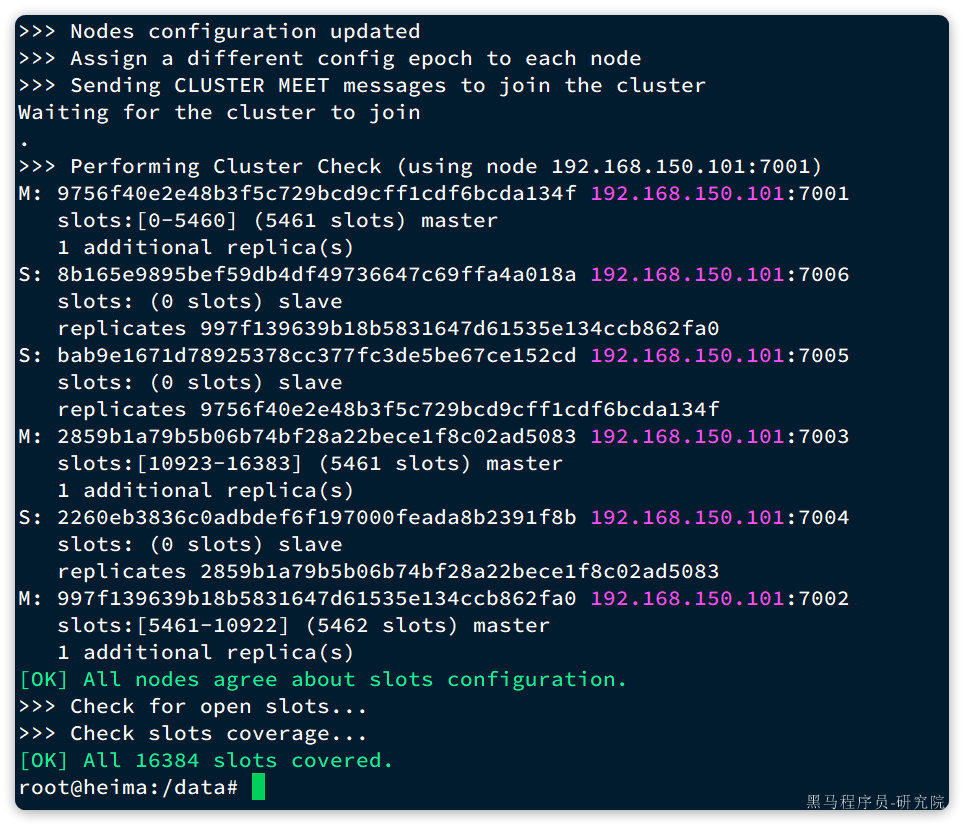 >>> Nodes configuration updated
>>> Assign a different config epoch to each node
>>> Sending CLUSTER MEET messages to join the cluster
Waiting for the cluster to join
.
>>> Performing Cluster Check (using node 192.168.150.101:7001)
M: 9756f40e2e48b3f5c729bcd9cff1cdf6bcda134f 192.168.150.101:7001
   slots:[0-5460] (5461 slots) master
   1 additional replica(s)
S: 8b165e9895bef59db4df49736647c69ffa4a018a 192.168.150.101:7006
   slots: (0 slots) slave
   replicates 997f139639b18b5831647d61535e134ccb862fa0
S: bab9e1671d78925378cc377fc3de5be67ce152cd 192.168.150.101:7005
   slots: (0 slots) slave
   replicates 9756f40e2e48b3f5c729bcd9cff1cdf6bcda134f
M: 2859b1a79b5b06b74bf28a22bece1f8c02ad5083 192.168.150.101:7003
   slots:[10923-16383] (5461 slots) master
   1 additional replica(s)
S: 2260eb3836c0adbdef6f197000feada8b2391f8b 192.168.150.101:7004
   slots: (0 slots) slave
   replicates 2859b1a79b5b06b74bf28a22bece1f8c02ad5083
M: 997f139639b18b5831647d61535e134ccb862fa0 192.168.150.101:7002
   slots:[5461-10922] (5462 slots) master
   1 additional replica(s)
[OK] All nodes agree about slots configuration.
>>> Check for open slots...
>>> Check slots coverage...
[OK] All 16384 slots covered.
root@heima:/data#
黑马程序员-研究院